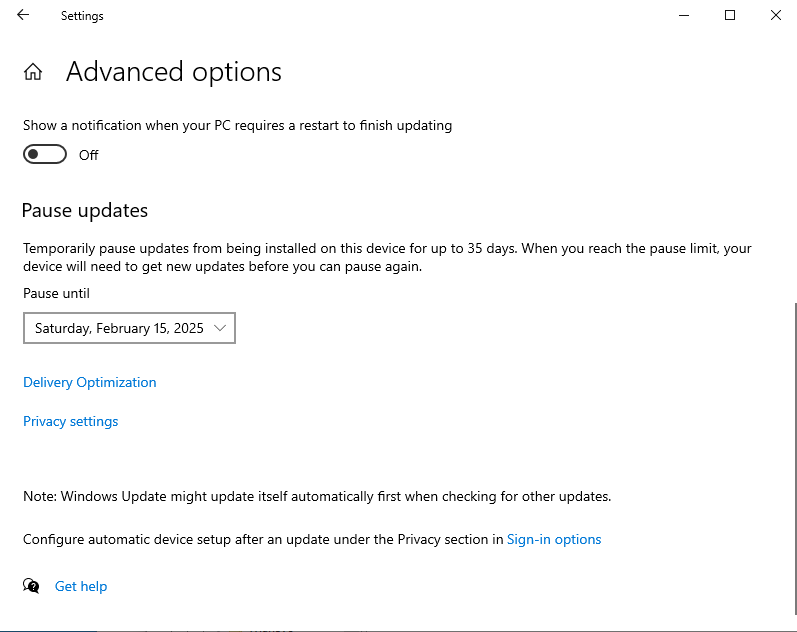 Settings
Advanced options
Show a notification when your PC requires a restart to finish updating
Off
Pause updates
Temporarily pause updates from being installed on this device for up to 35 days. When you reach the pause limit, your
device will need to get new updates before you can pause again.
Pause until
Saturday, February 15, 2025
Delivery Optimization
Privacy settings
Note: Windows Update might update itself automatically first when checking for other updates.
Configure automatic device setup after an update under the Privacy section in Sign-in options
Get help